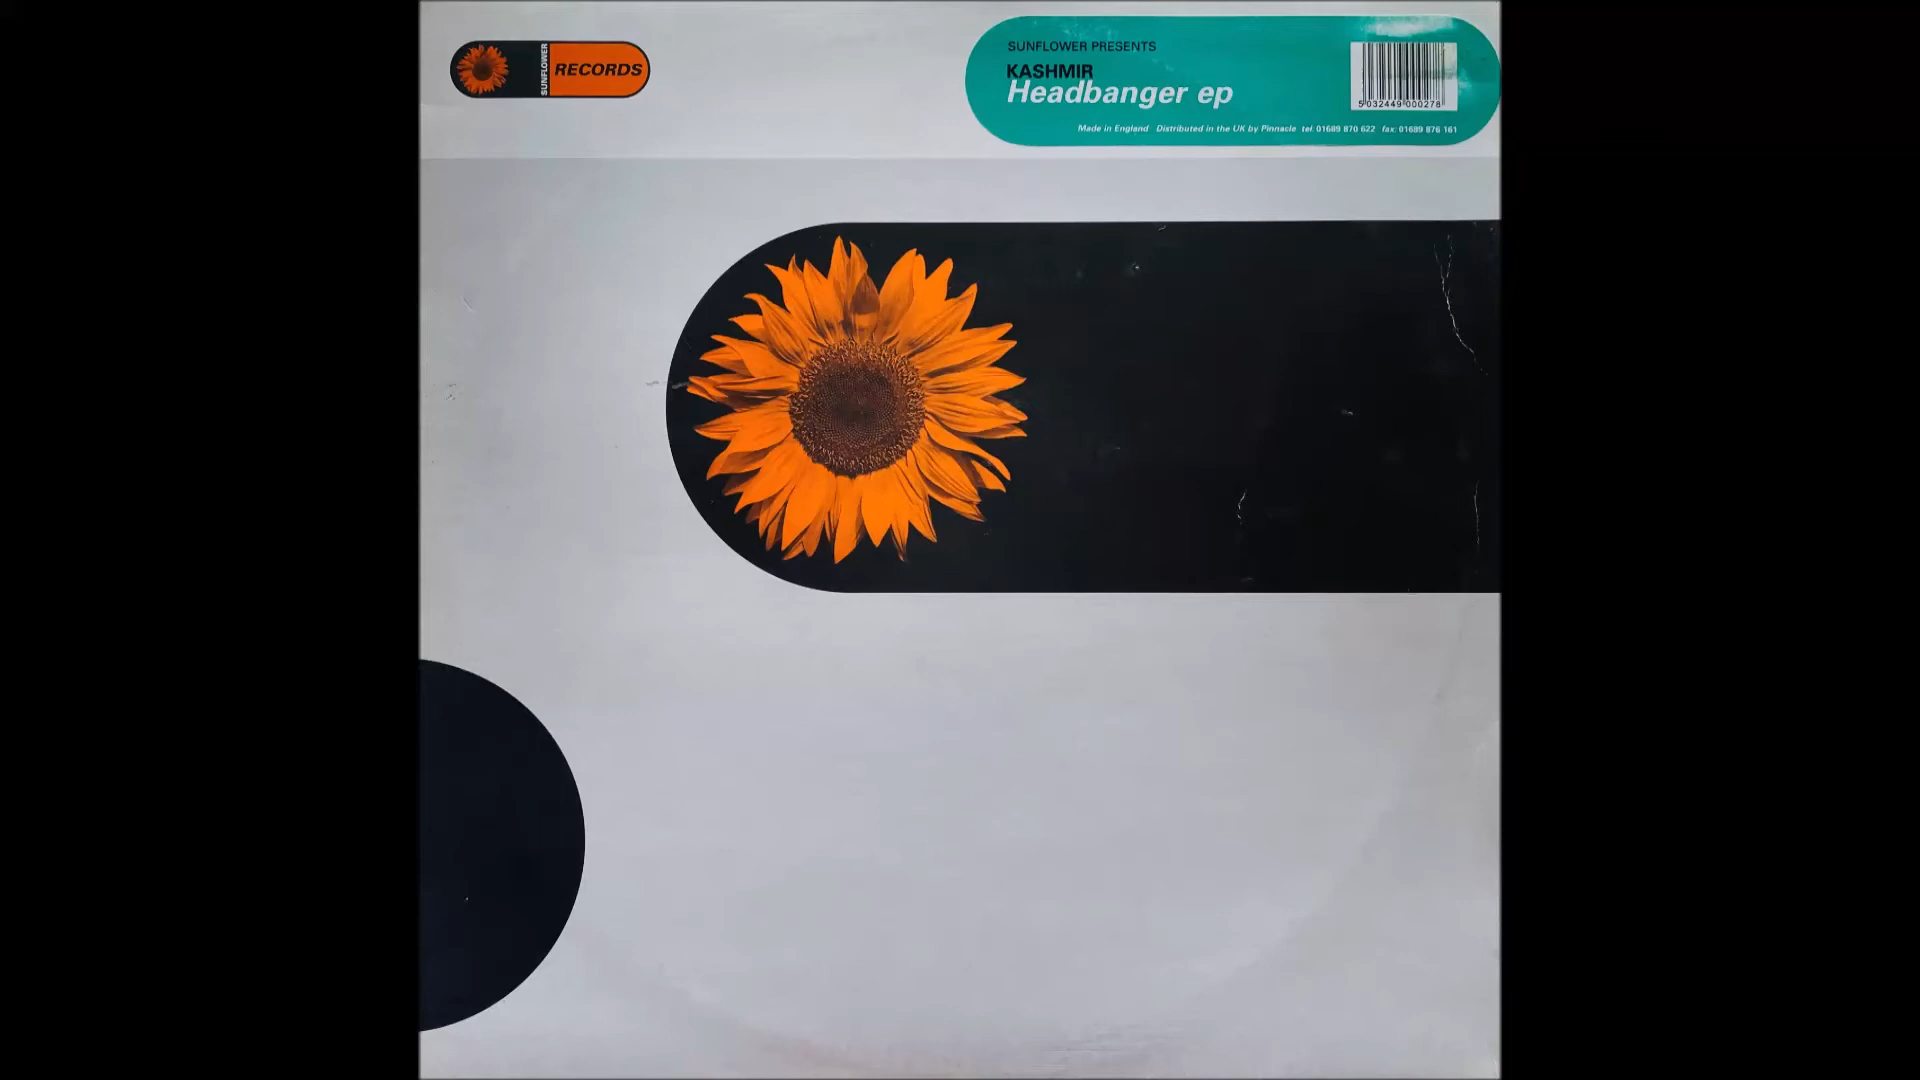 SUNFLOWER
RECORDS
SUNFLOWER PRESENTS
KASHMIR
Headbanger ep
5 032449 000278
Made in England Distributed in the UK by Pinnacle tel: 01689 870 622 fax: 01689 876 161